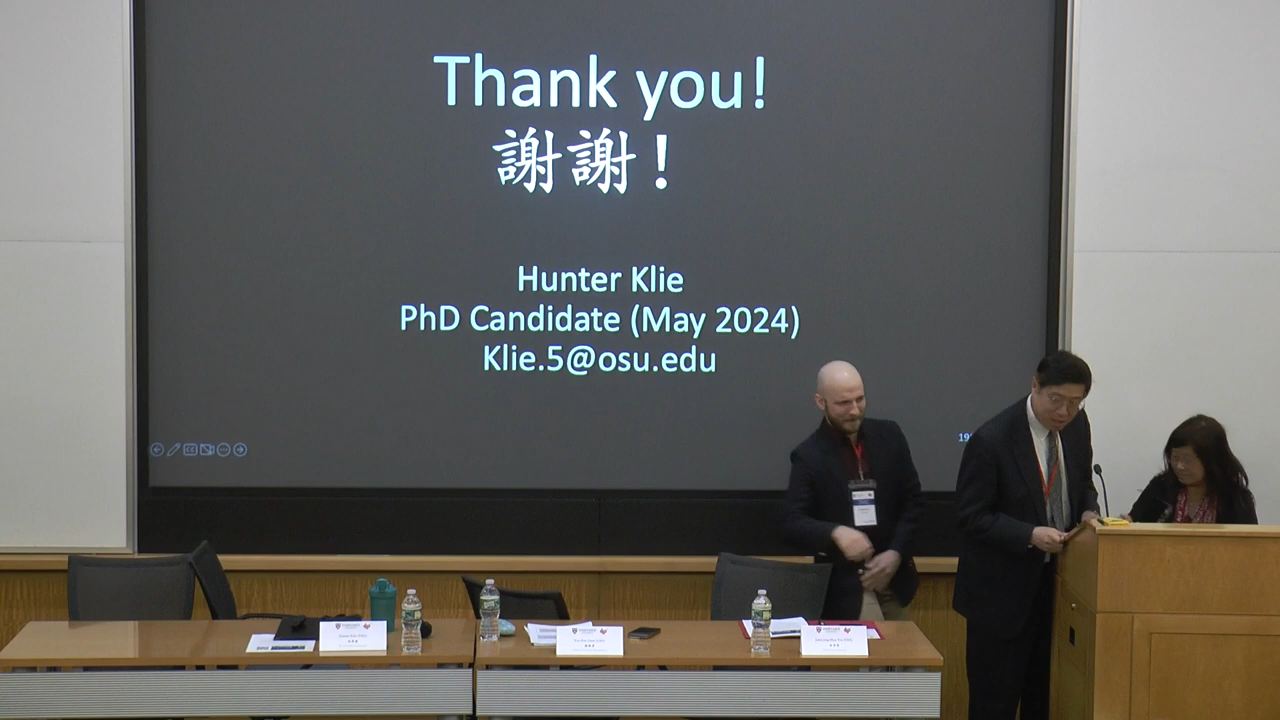 Thank you!
謝謝！
Hunter Klie
PhD Candidate (May 2024)
Klie.5@osu.edu